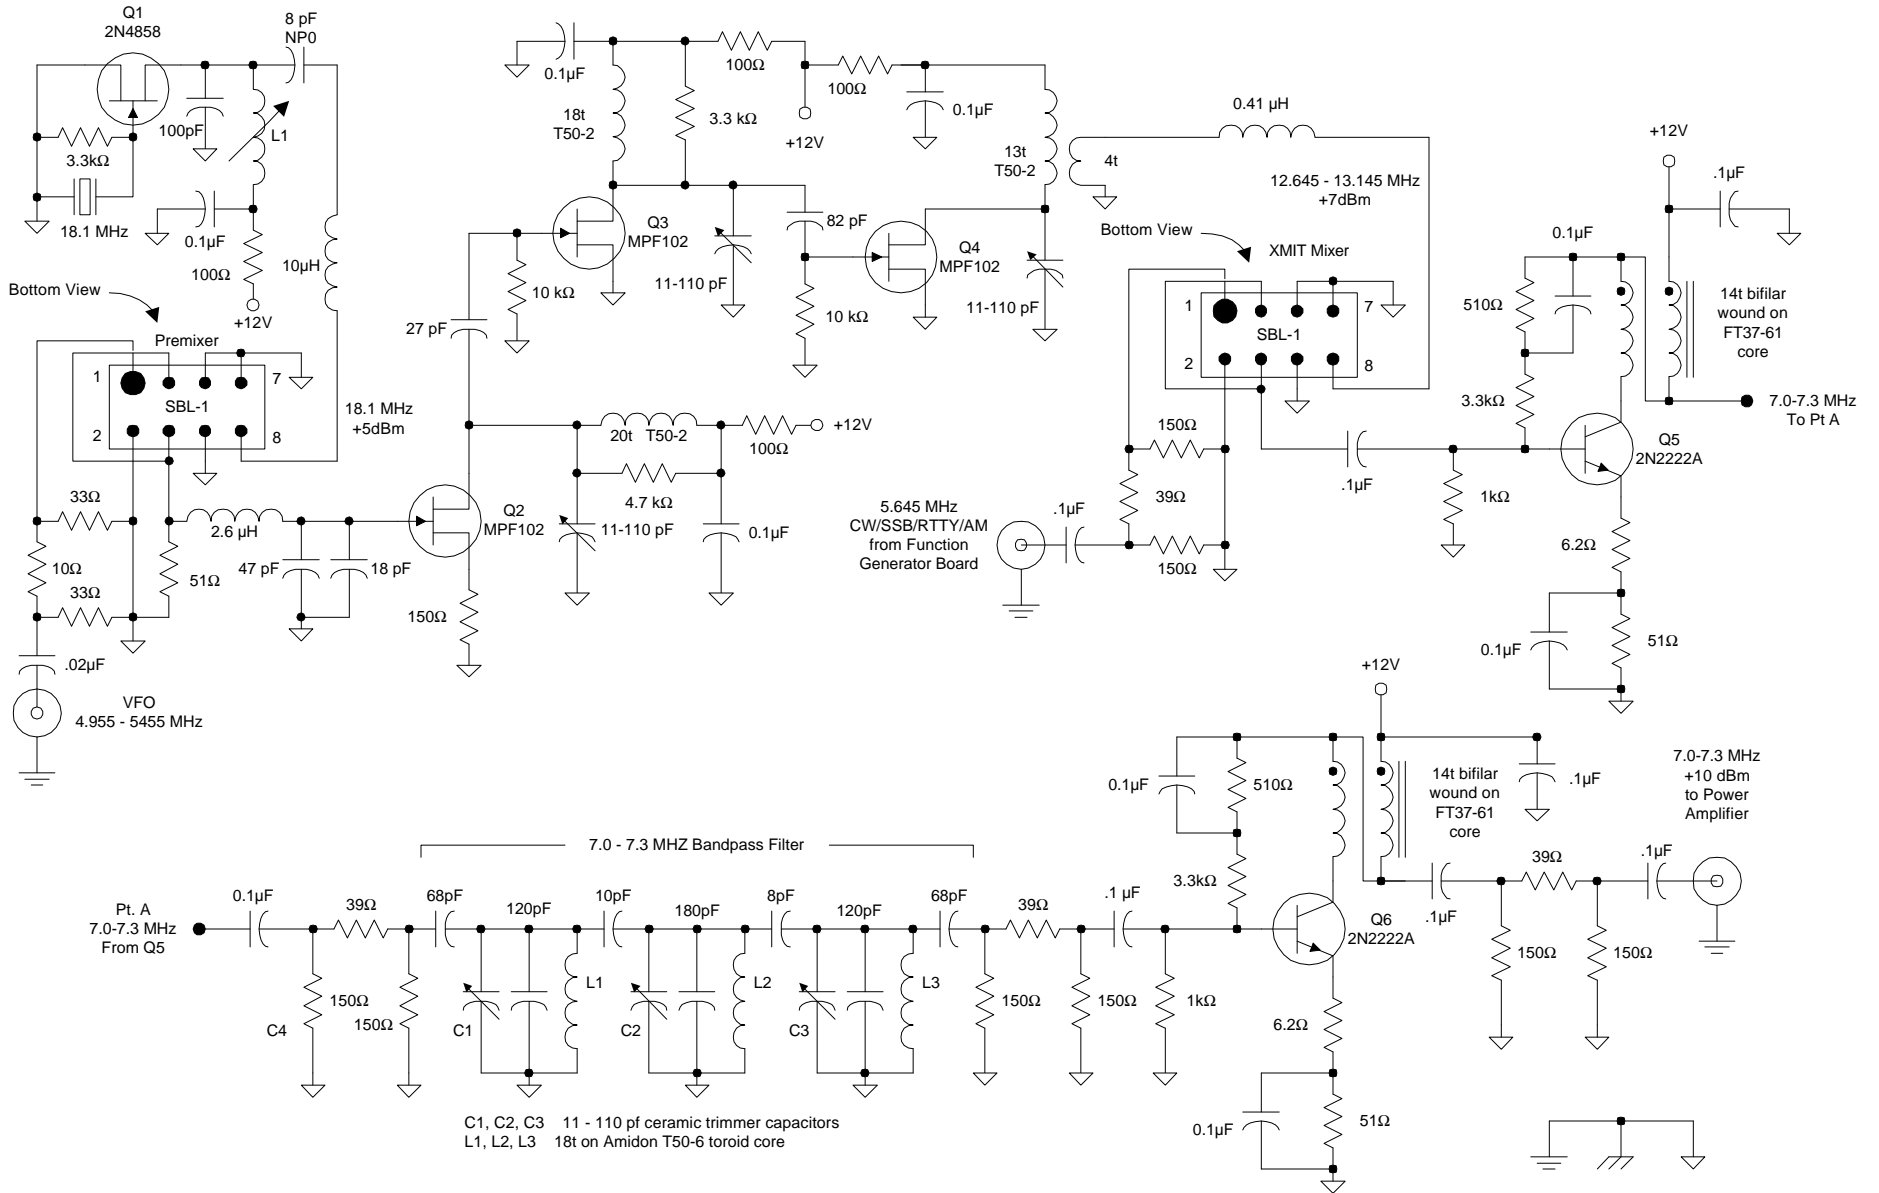 Q1
2N4858
8 pF
NP0
100pF
L1
3.3kΩ
18.1 MHz
0.1µF
100Ω
+12V
10µH
Bottom View
Premixer
1
7
SBL-1
2
8
18.1 MHz
+5dBm
33Ω
10Ω
33Ω
51Ω
2.6 µH
47 pF
18 pF
.02µF
VFO
4.955 - 5455 MHz
Q2
MPF102
150Ω
27 pF
20t
T50-2
4.7 kΩ
100Ω
+12V
11-110 pF
0.1µF
0.1µF
18t
T50-2
3.3 kΩ
100Ω
+12V
100Ω
0.1µF
Q3
MPF102
10 kΩ
11-110 pF
82 pF
10 kΩ
Q4
MPF102
13t
T50-2
4t
11-110 pF
0.41 µH
12.645 - 13.145 MHz
+7dBm
Bottom View
XMIT Mixer
1
7
SBL-1
2
8
150Ω
39Ω
150Ω
.1µF
5.645 MHz
CW/SSB/RTTY/AM
from Function
Generator Board
.1µF
1kΩ
+12V
.1µF
0.1µF
510Ω
3.3kΩ
14t bifilar
wound on
FT37-61
core
7.0-7.3 MHz
To Pt A
Q5
2N2222A
6.2Ω
0.1µF
51Ω
7.0 - 7.3 MHZ Bandpass Filter
Pt. A
7.0-7.3 MHz
From Q5
0.1µF
39Ω
68pF
120pF
10pF
180pF
8pF
120pF
68pF
39Ω
.1 µF
C4
150Ω
150Ω
C1
L1
C2
L2
C3
L3
150Ω
150Ω
1kΩ
C1, C2, C3 11 - 110 pf ceramic trimmer capacitors
L1, L2, L3 18t on Amidon T50-6 toroid core
+12V
0.1µF
510Ω
3.3kΩ
14t bifilar
wound on
FT37-61
core
.1µF
7.0-7.3 MHz
+10 dBm
to Power
Amplifier
Q6
2N2222A
.1µF
39Ω
.1µF
150Ω
150Ω
6.2Ω
0.1µF
51Ω